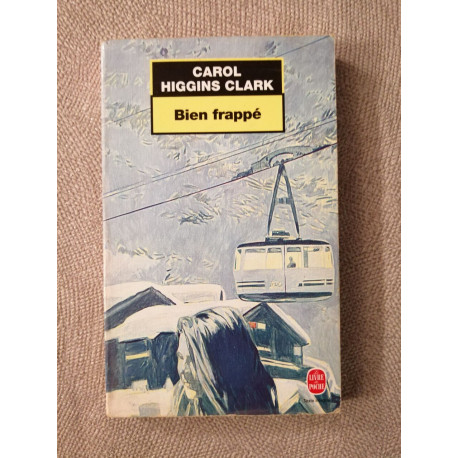 CAROL
HIGGINS CLARK
Bien frappé
LE LIVRE
DE POCHE